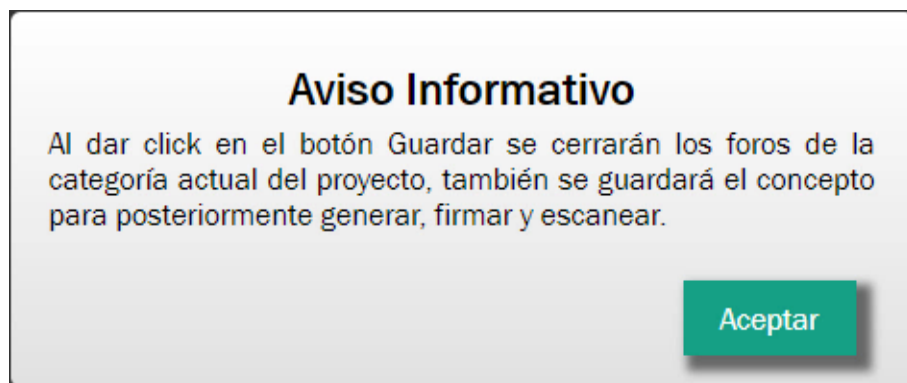 Aviso Informativo
Al dar click en el botón Guardar se cerrarán los foros de la
categoría actual del proyecto, también se guardará el concepto
para posteriormente generar, firmar y escanear.
Aceptar